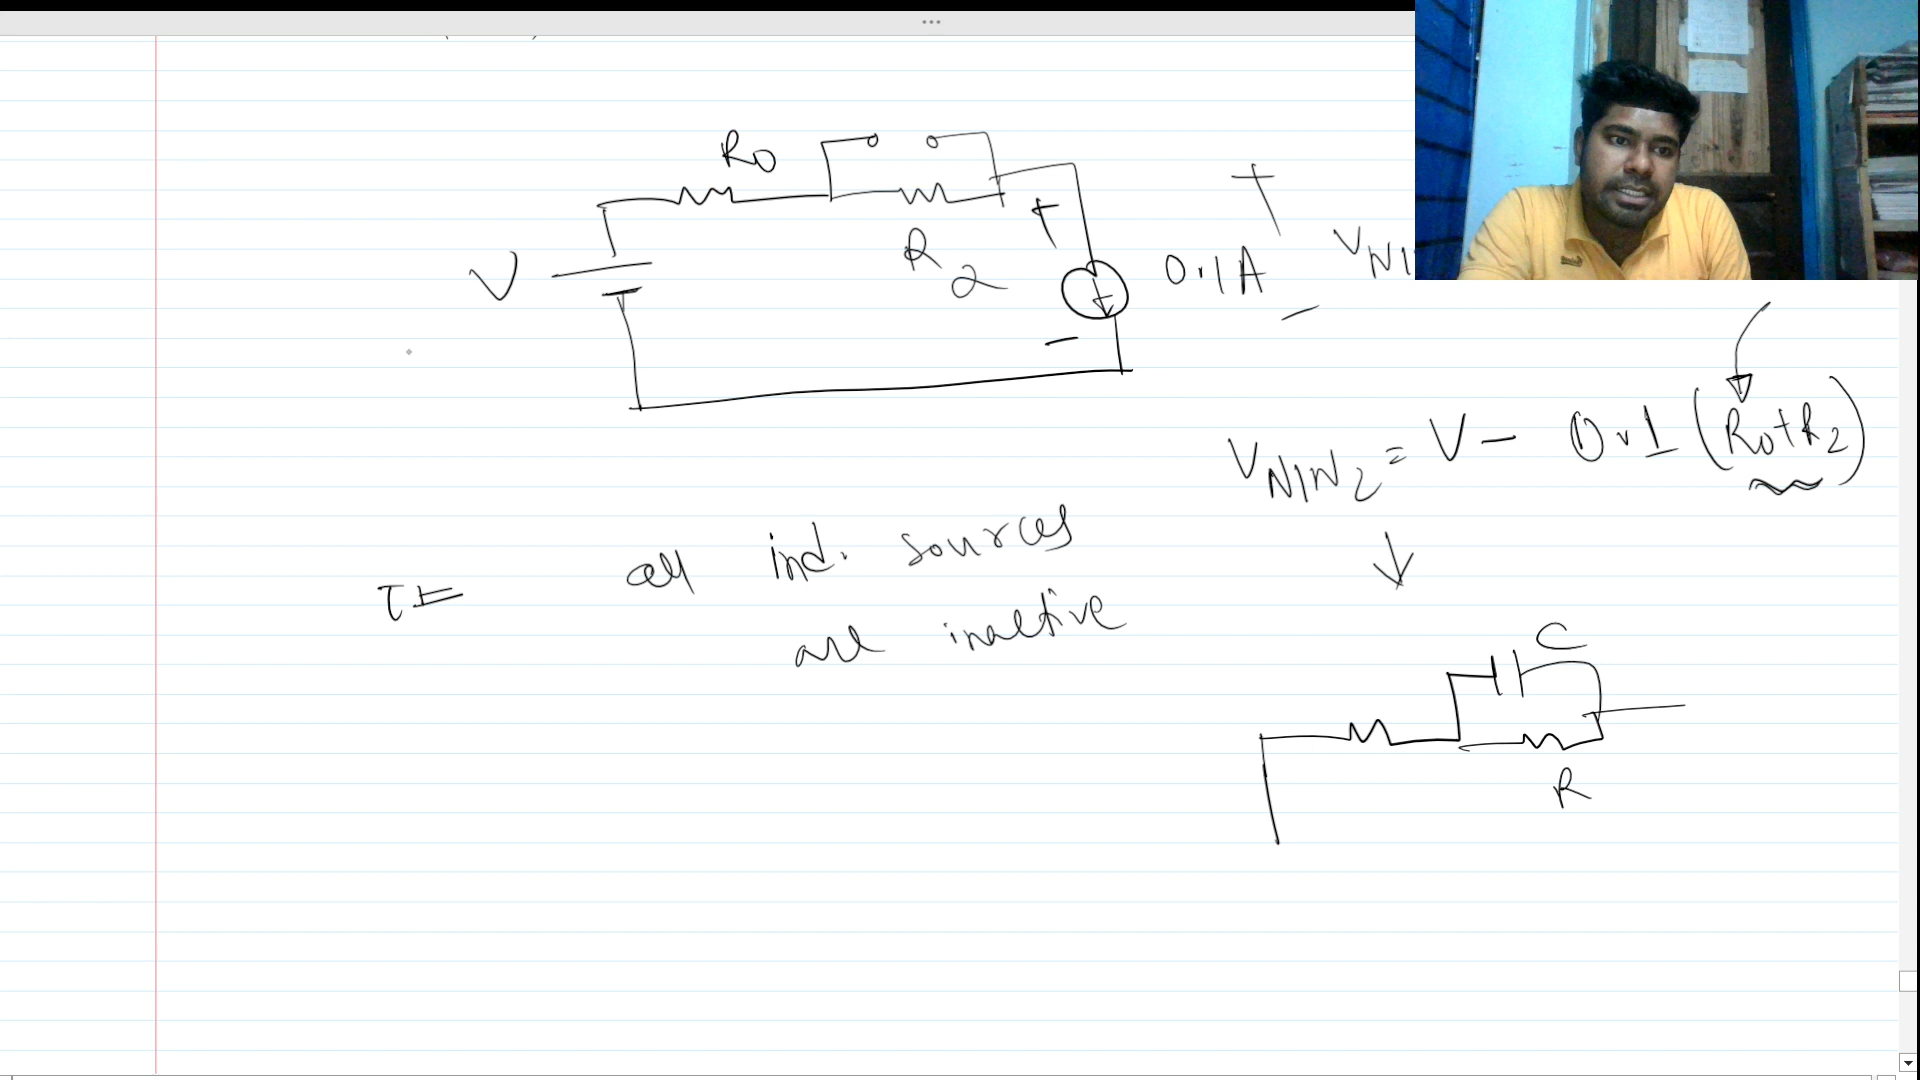 R0
V
R2
+
-
0.1A
+
-
VN1
VN1N2 = V - 0.1 (R0+R2)
τ =
all ind. sources
are inactive
C
R